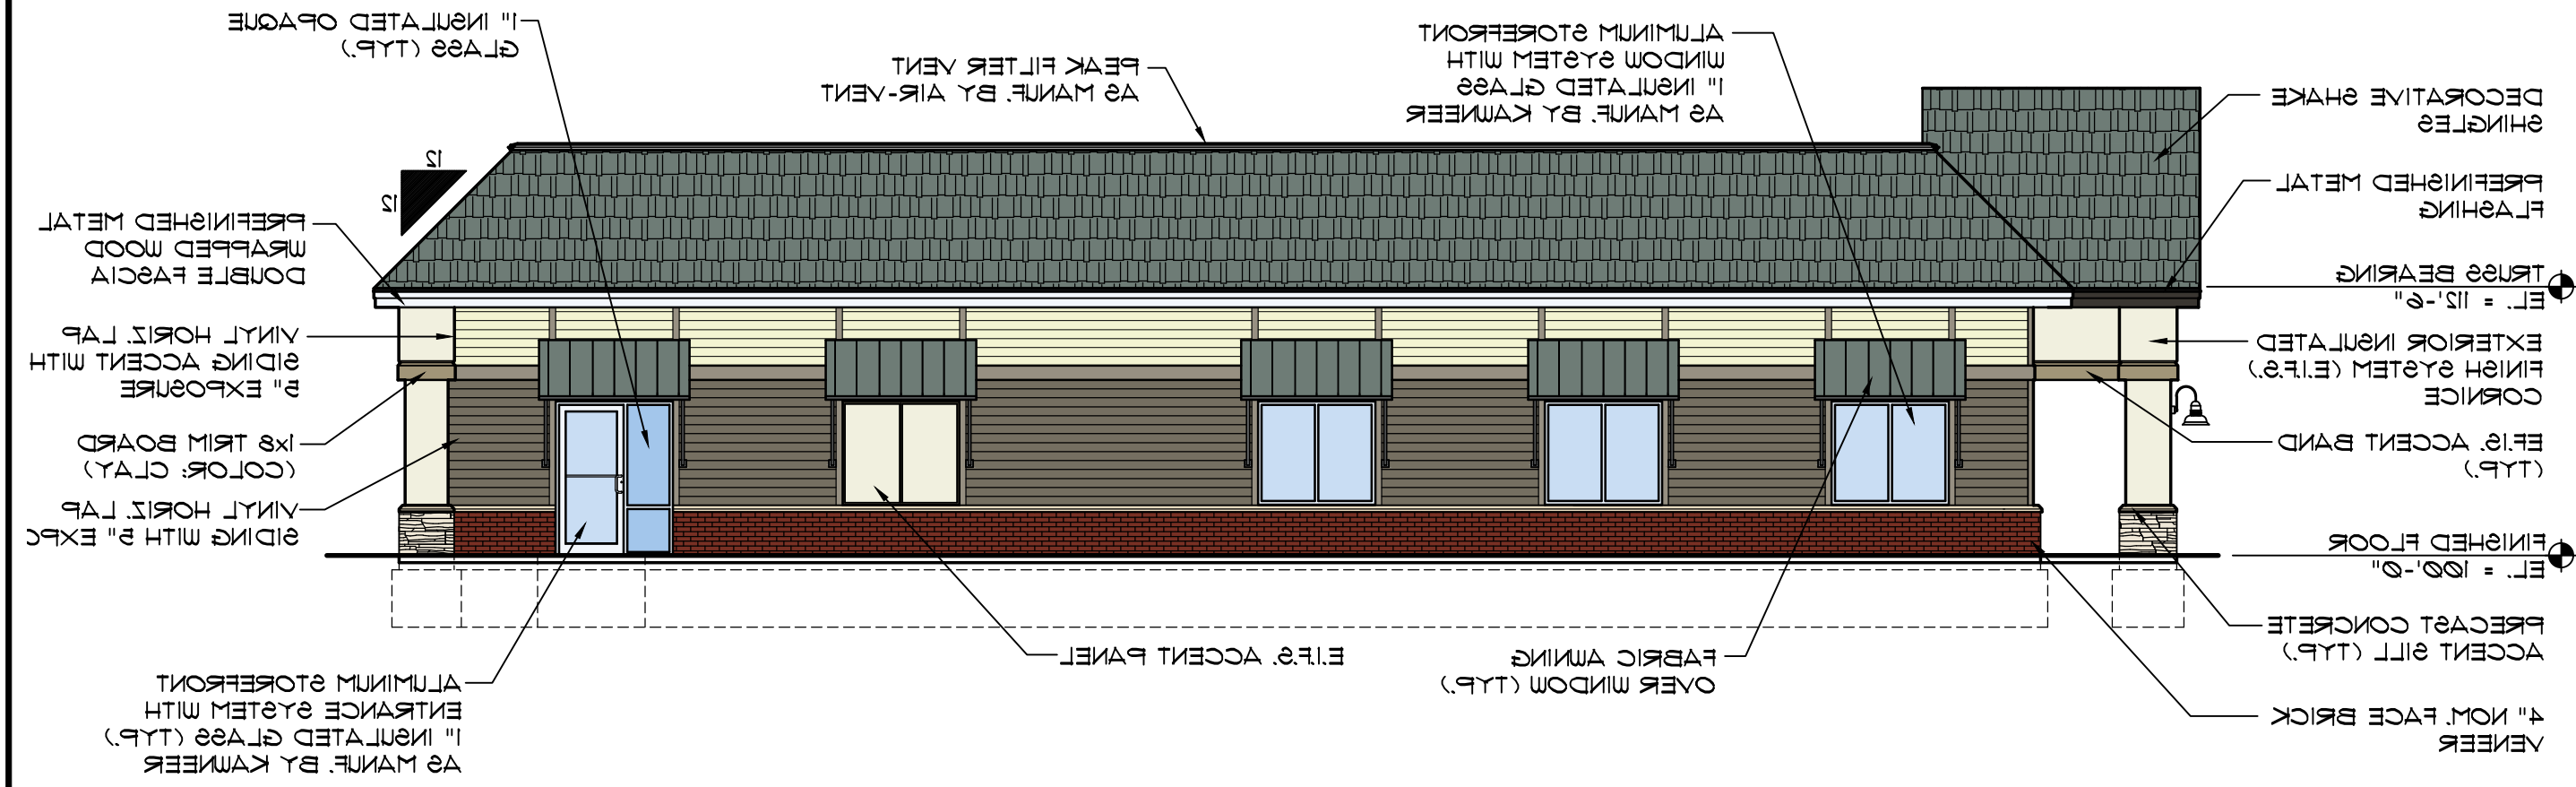 1" INSULATED OPAQUE
GLASS (TYP.)
PEAK FILTER VENT
AS MANUF. BY AIR-VENT
ALUMINUM STOREFRONT
WINDOW SYSTEM WITH
1" INSULATED GLASS
AS MANUF. BY KAWNEER
DECORATIVE SHAKE
SHINGLES
PREFINISHED METAL
FLASHING
TRUSS BEARING
EL. = 112'-6"
EXTERIOR INSULATED
FINISH SYSTEM (E.I.F.S.)
CORNICE
EF.IS. ACCENT BAND
(TYP.)
FINISHED FLOOR
EL. = 100'-0"
PRECAST CONCRETE
ACCENT SILL (TYP.)
4" NOM. FACE BRICK
VENEER
12
12
PREFINISHED METAL
WRAPPED WOOD
DOUBLE FASCIA
VINYL HORIZ. LAP
SIDING ACCENT WITH
5" EXPOSURE
1x8 TRIM BOARD
(COLOR: CLAY)
VINYL HORIZ. LAP
SIDING WITH 5" EXPO
ALUMINUM STOREFRONT
ENTRANCE SYSTEM WITH
1" INSULATED GLASS (TYP.)
AS MANUF. BY KAWNEER
E.I.F.S. ACCENT PANEL
FABRIC AWNING
OVER WINDOW (TYP.)